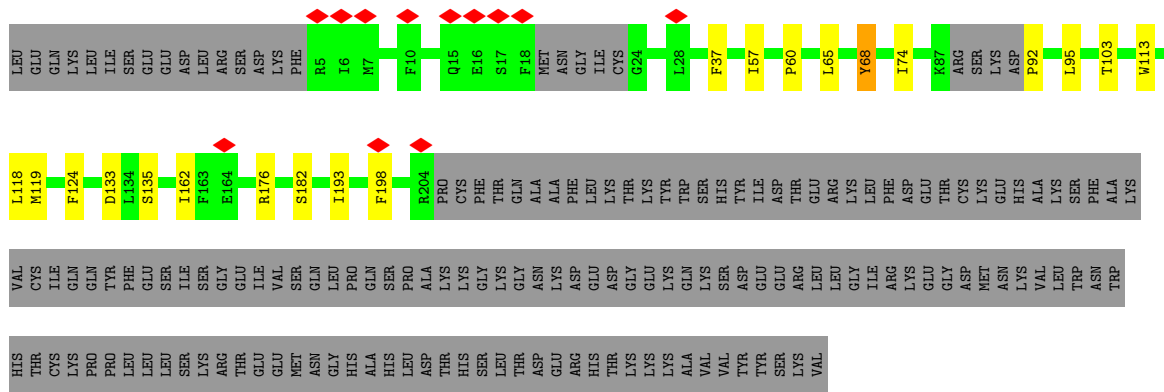 LEU GLU GLN LYS LEU ILE SER GLU GLU ASP LEU ARG SER ASP LYS PHE R5 I6 M7 F10 Q15 E16 S17 F18 MET ASN GLY ILE CYS G24 L28 F37 I57 P60 L65 Y68 I74 K87 ARG SER LYS ASP P92 L95 T103 W113
L118 M119 F124 D133 L134 S135 I162 F163 E164 R176 S182 I193 F198 R204 PRO CYS PHE THR GLN ALA ALA PHE LEU LYS THR LYS TYR TRP SER HIS TYR ILE ASP THR GLU ARG LYS LEU PHE ASP GLU THR CYS LYS GLU HIS ALA LYS SER PHE ALA LYS
VAL CYS ILE GLN GLN TYR PHE GLU SER ILE SER GLY GLU ILE VAL SER GLN LEU PRO GLN SER PRO ALA LYS LYS GLY LYS GLY ASN LYS ASP GLU ASP GLY GLU LYS GLN LYS SER ASP GLU GLU ARG LEU LEU GLY ILE ARG LYS GLU GLY ASP MET ASN LYS VAL LEU TRP ASN TRP
HIS THR CYS LYS PRO PRO LEU LEU LEU SER LYS ARG THR GLU GLU MET ASN GLY HIS ALA HIS LEU ASP THR HIS SER LEU THR ASP GLU ARG HIS THR LYS LYS LYS ALA VAL VAL TYR TYR SER LYS VAL